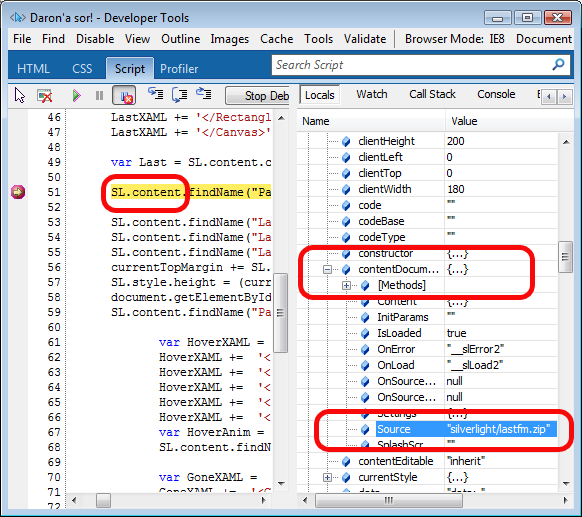 Daron'a sor! - Developer Tools
File Find Disable View Outline Images Cache Tools Validate Browser Mode: IE8 Document
HTML CSS Script Profiler Search Script
Stop Deb Locals Watch Call Stack Console
Name Value
46 LastXAML += '</Rectangl
47 LastXAML += '</Canvas>'
48
49 var Last = SL.content.c
50
51 SL.content.findName("Pa
52
53 SL.content.findName("La
54 SL.content.findName("La
55 SL.content.findName("La
56 currentTopMargin += SL.
57 SL.style.height = (curr
58 document.getElementById
59 SL.content.findName("Pa
60
61 var HoverXAML =
62 HoverXAML += '<
63 HoverXAML += '<
64 HoverXAML += '<
65 HoverXAML += '<
66 HoverXAML += '<
67 var HoverAnim =
68 SL.content.findN
69
70 var GoneXAML =
71
72
clientHeight 200
clientLeft 0
clientTop 0
clientWidth 180
code ""
codeBase ""
codeType ""
constructor {...}
contentDocum... {...}
[Methods]
Content {...}
InitParams ""
IsLoaded true
OnError "__slError2"
OnLoad "__slLoad2"
OnSource... null
OnSource... null
Settings {...}
Source "silverlight/lastfm.zip"
SplashScr... ""
contentEditable "inherit"
currentStyle {...}